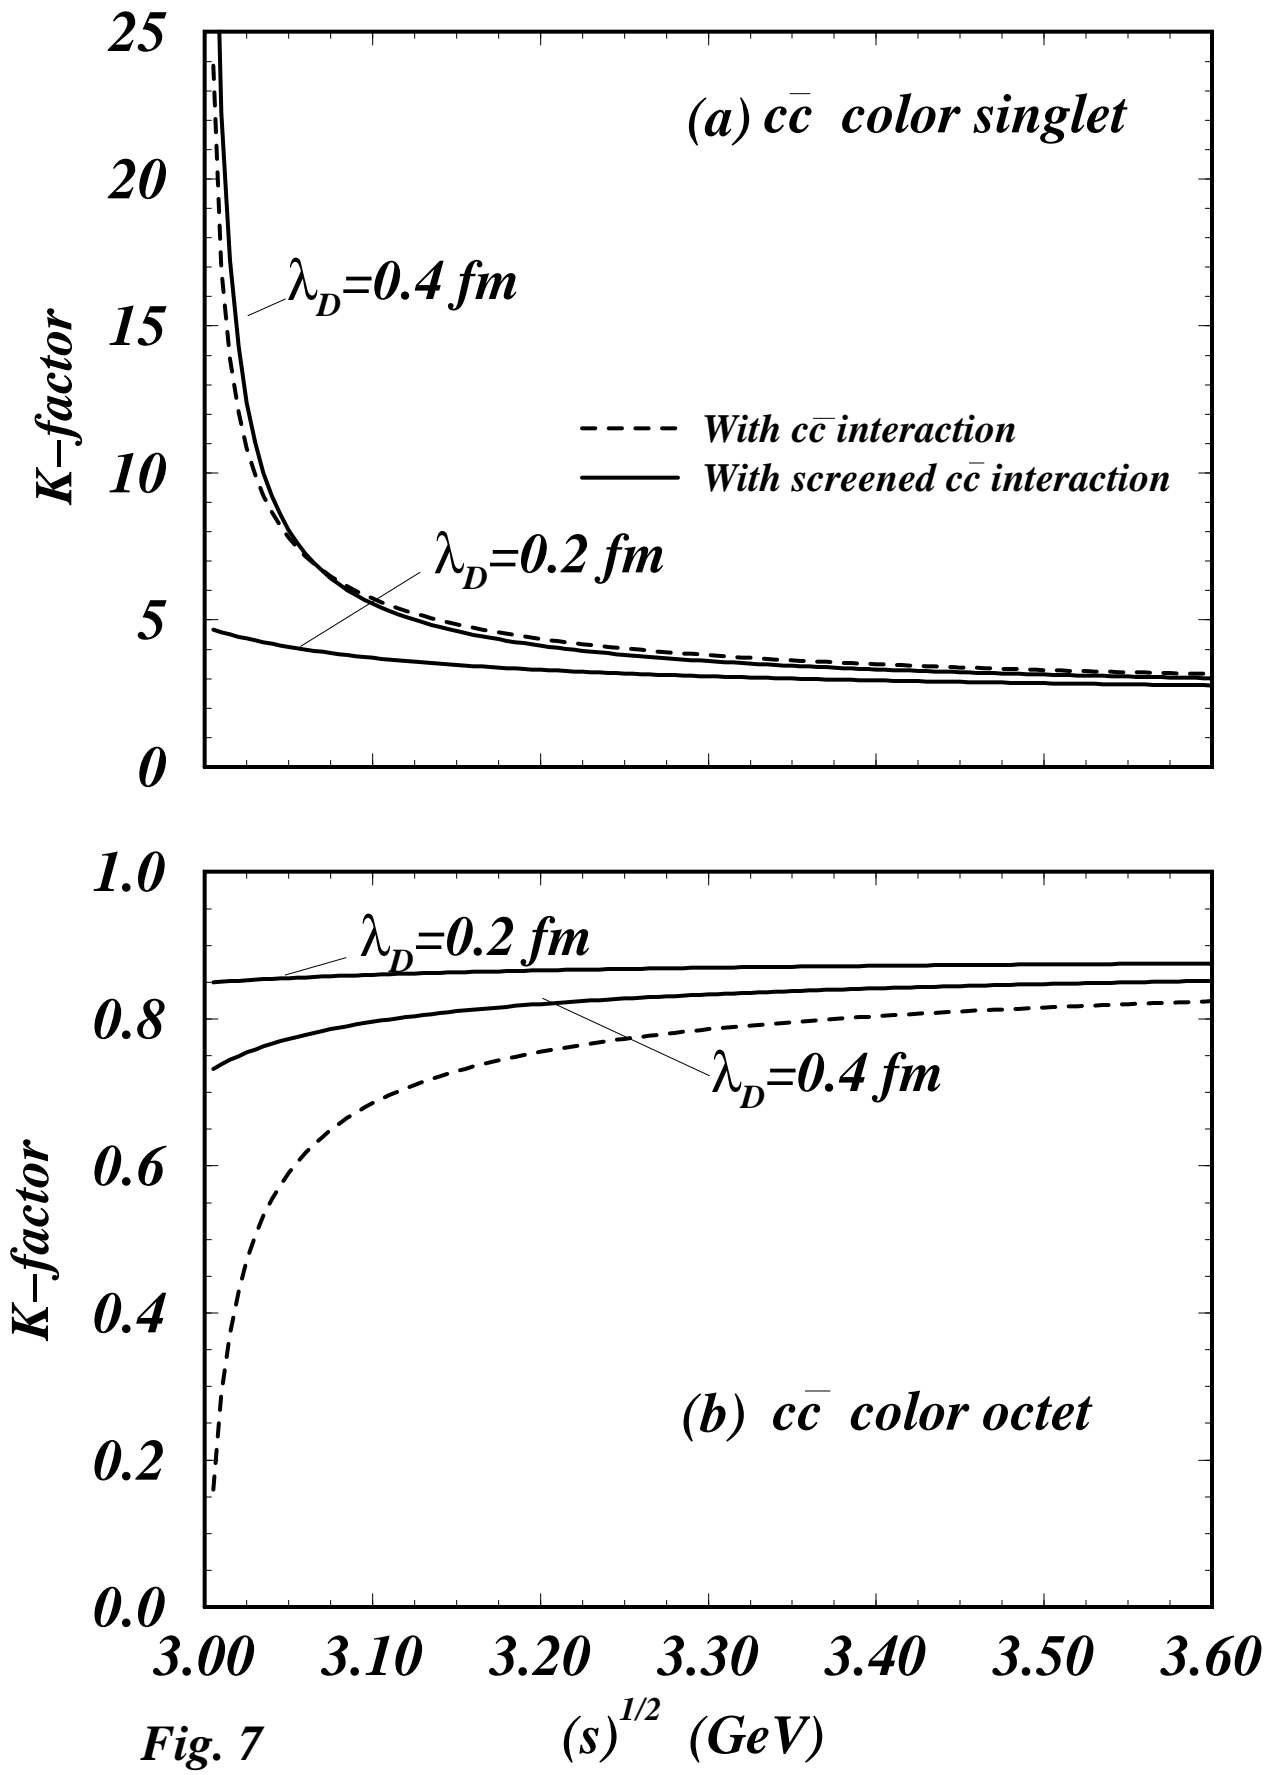 25
(a) cc̅ color singlet
20
λD=0.4 fm
15
K−factor
With cc̅ interaction
10
With screened cc̅ interaction
λD=0.2 fm
5
0
1.0
λD=0.2 fm
0.8
λD=0.4 fm
0.6
K−factor
0.4
(b) cc̅ color octet
0.2
0.0
3.00 3.10 3.20 3.30 3.40 3.50 3.60
(s)1/2 (GeV)
Fig. 7